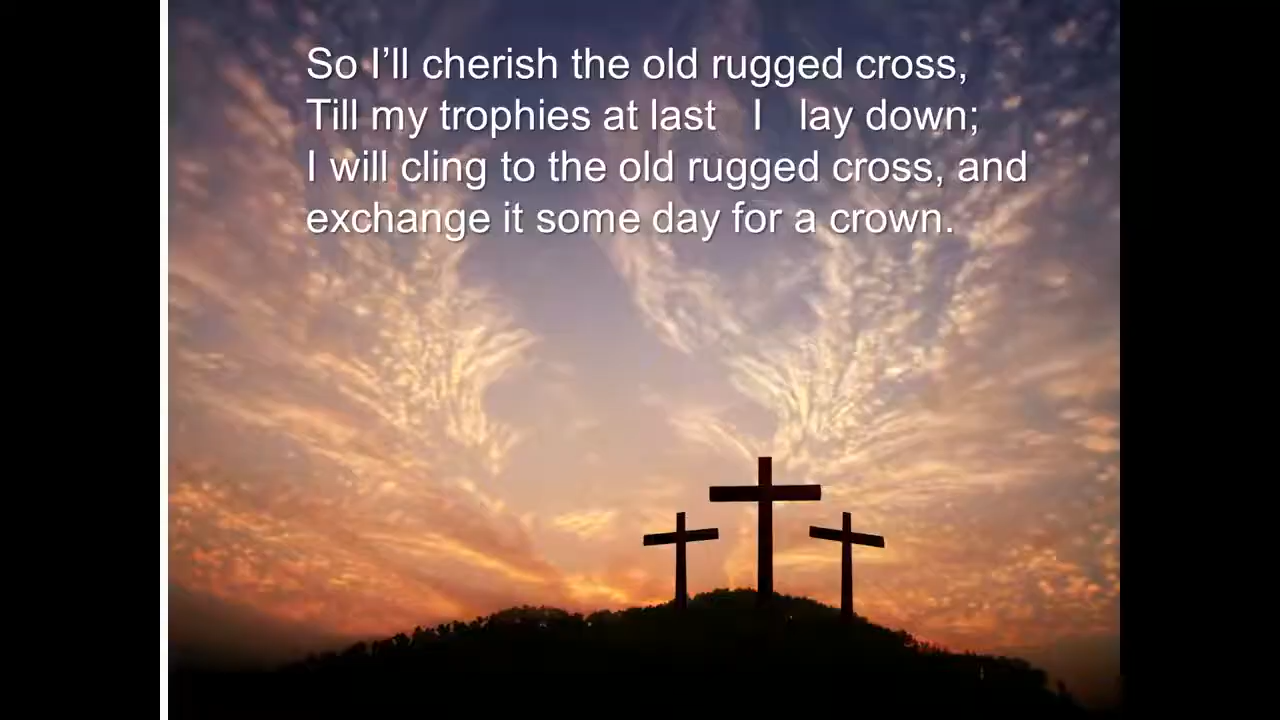 So I’ll cherish the old rugged cross,
Till my trophies at last I lay down;
I will cling to the old rugged cross, and
exchange it some day for a crown.